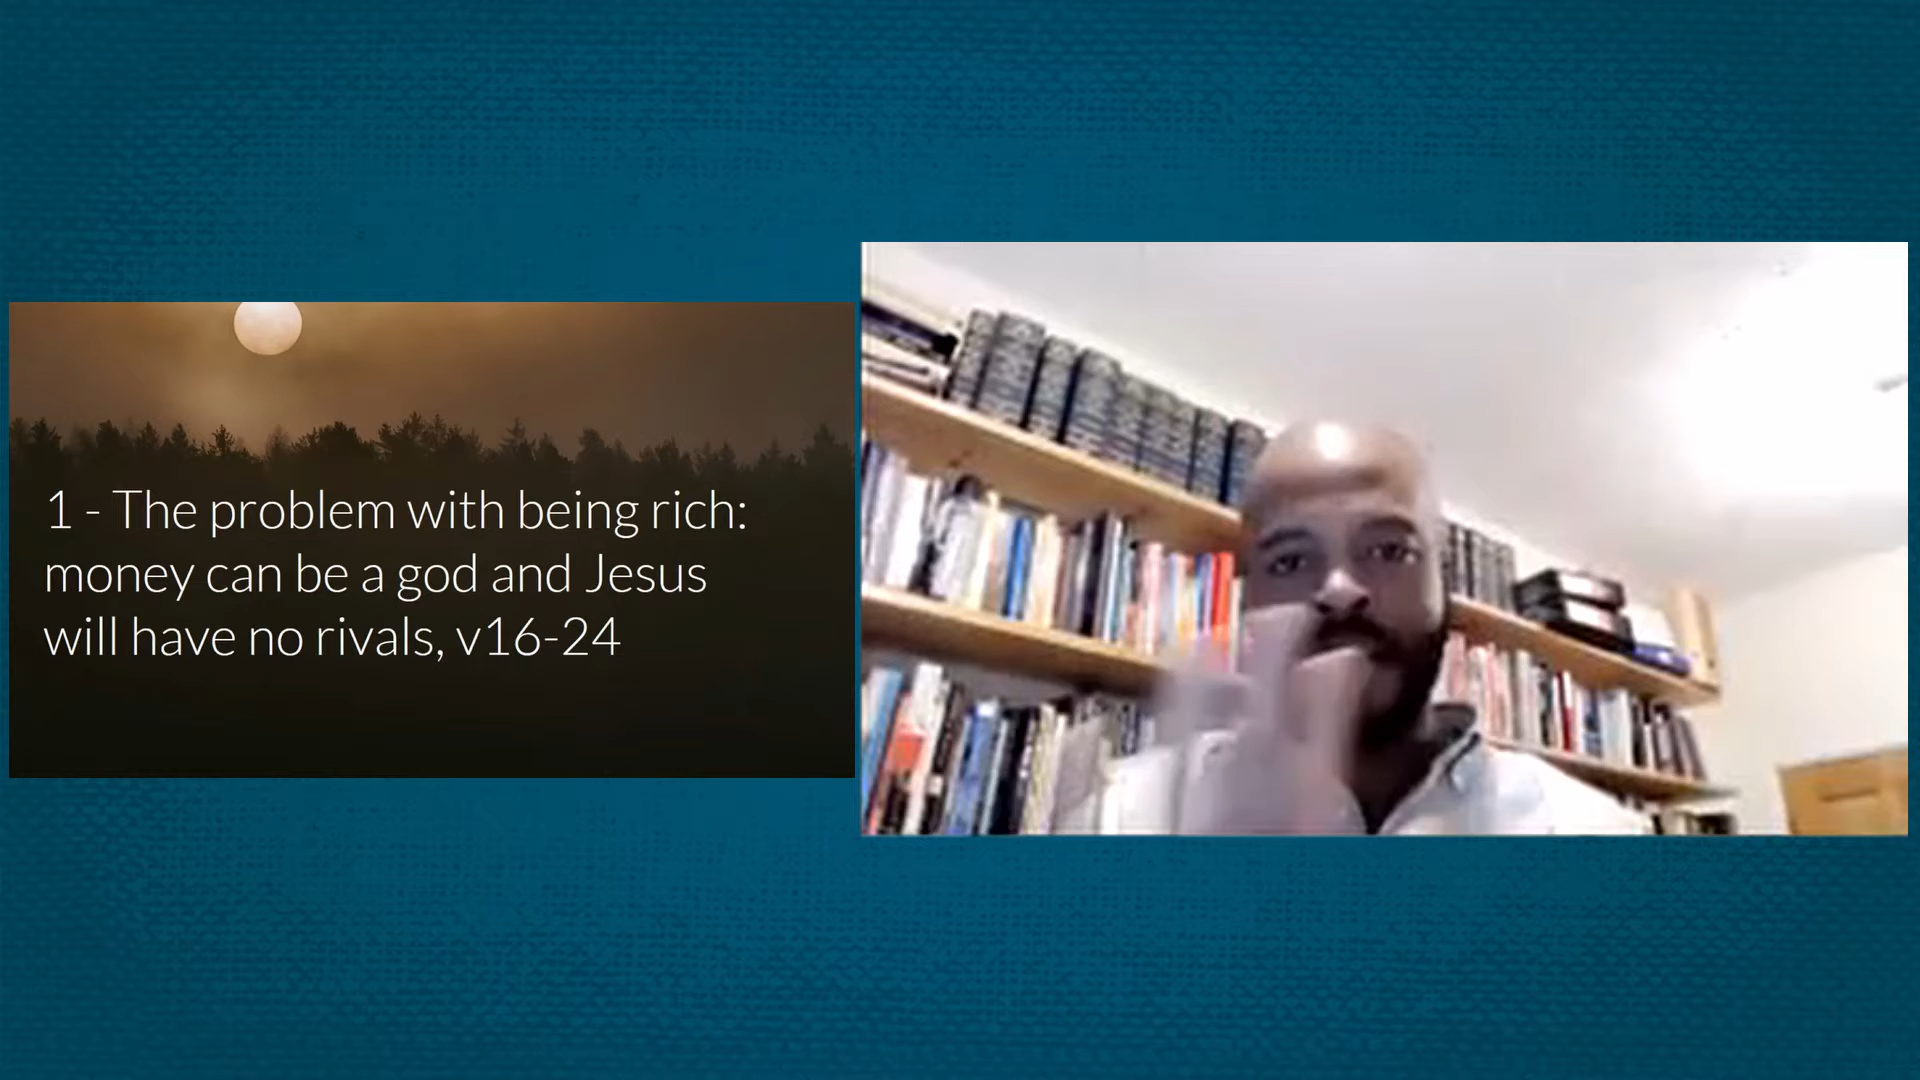 1 - The problem with being rich:
money can be a god and Jesus
will have no rivals, v16-24